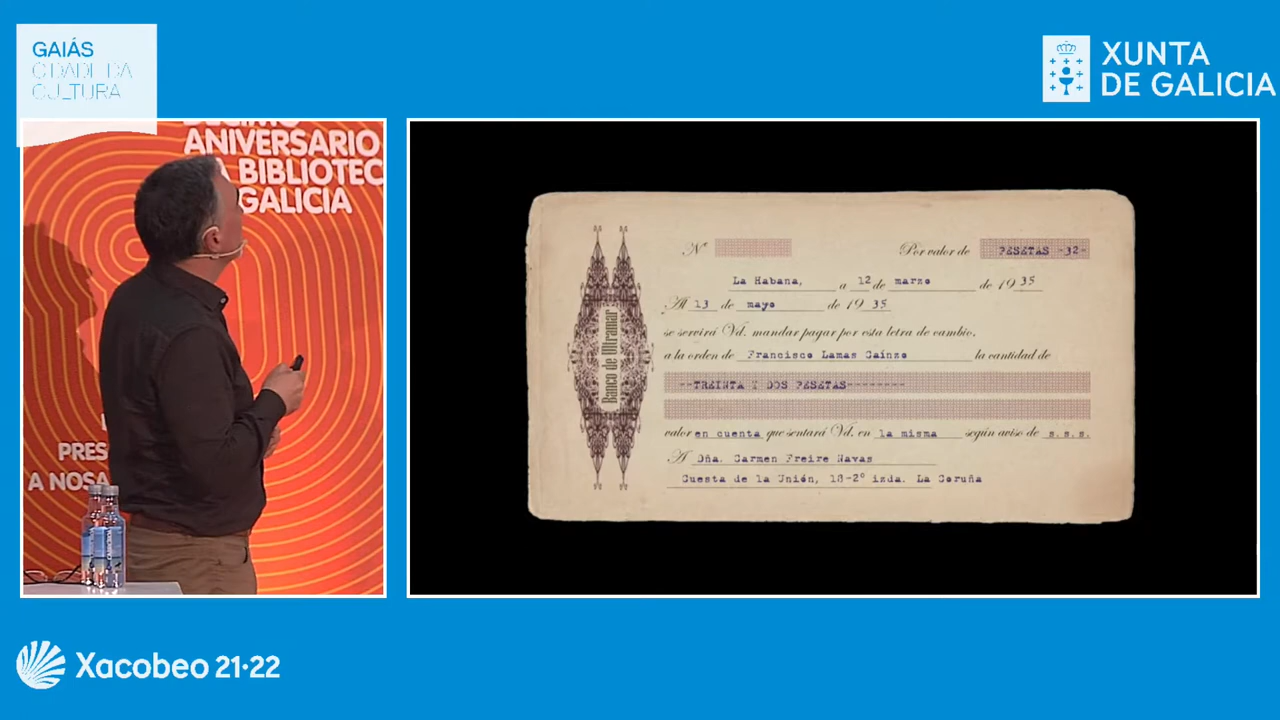 GAIÁS
CIDADE DA
CULTURA
XUNTA
DE GALICIA
DÉCIMO
ANIVERSARIO
A BIBLIOTEC
GALICIA
PRES
A NOSA
Nº
Por valor de PESETAS -32-
La Habana, a 12 de marzo de 1935
Al 13 de mayo de 1935
se servirá Vd. mandar pagar por esta letra de cambio.
a la orden de Francisco Lamas Gaínzo la cantidad de
--TREINTA Y DOS PESETAS--------
valor en cuenta que sentará Vd. en la misma según aviso de s.s.s.
A Dña. Carmen Freire Navas
Cuesta de la Unión, 18-2º izda. La Coruña
Banco de Ultramar
Xacobeo 21·22